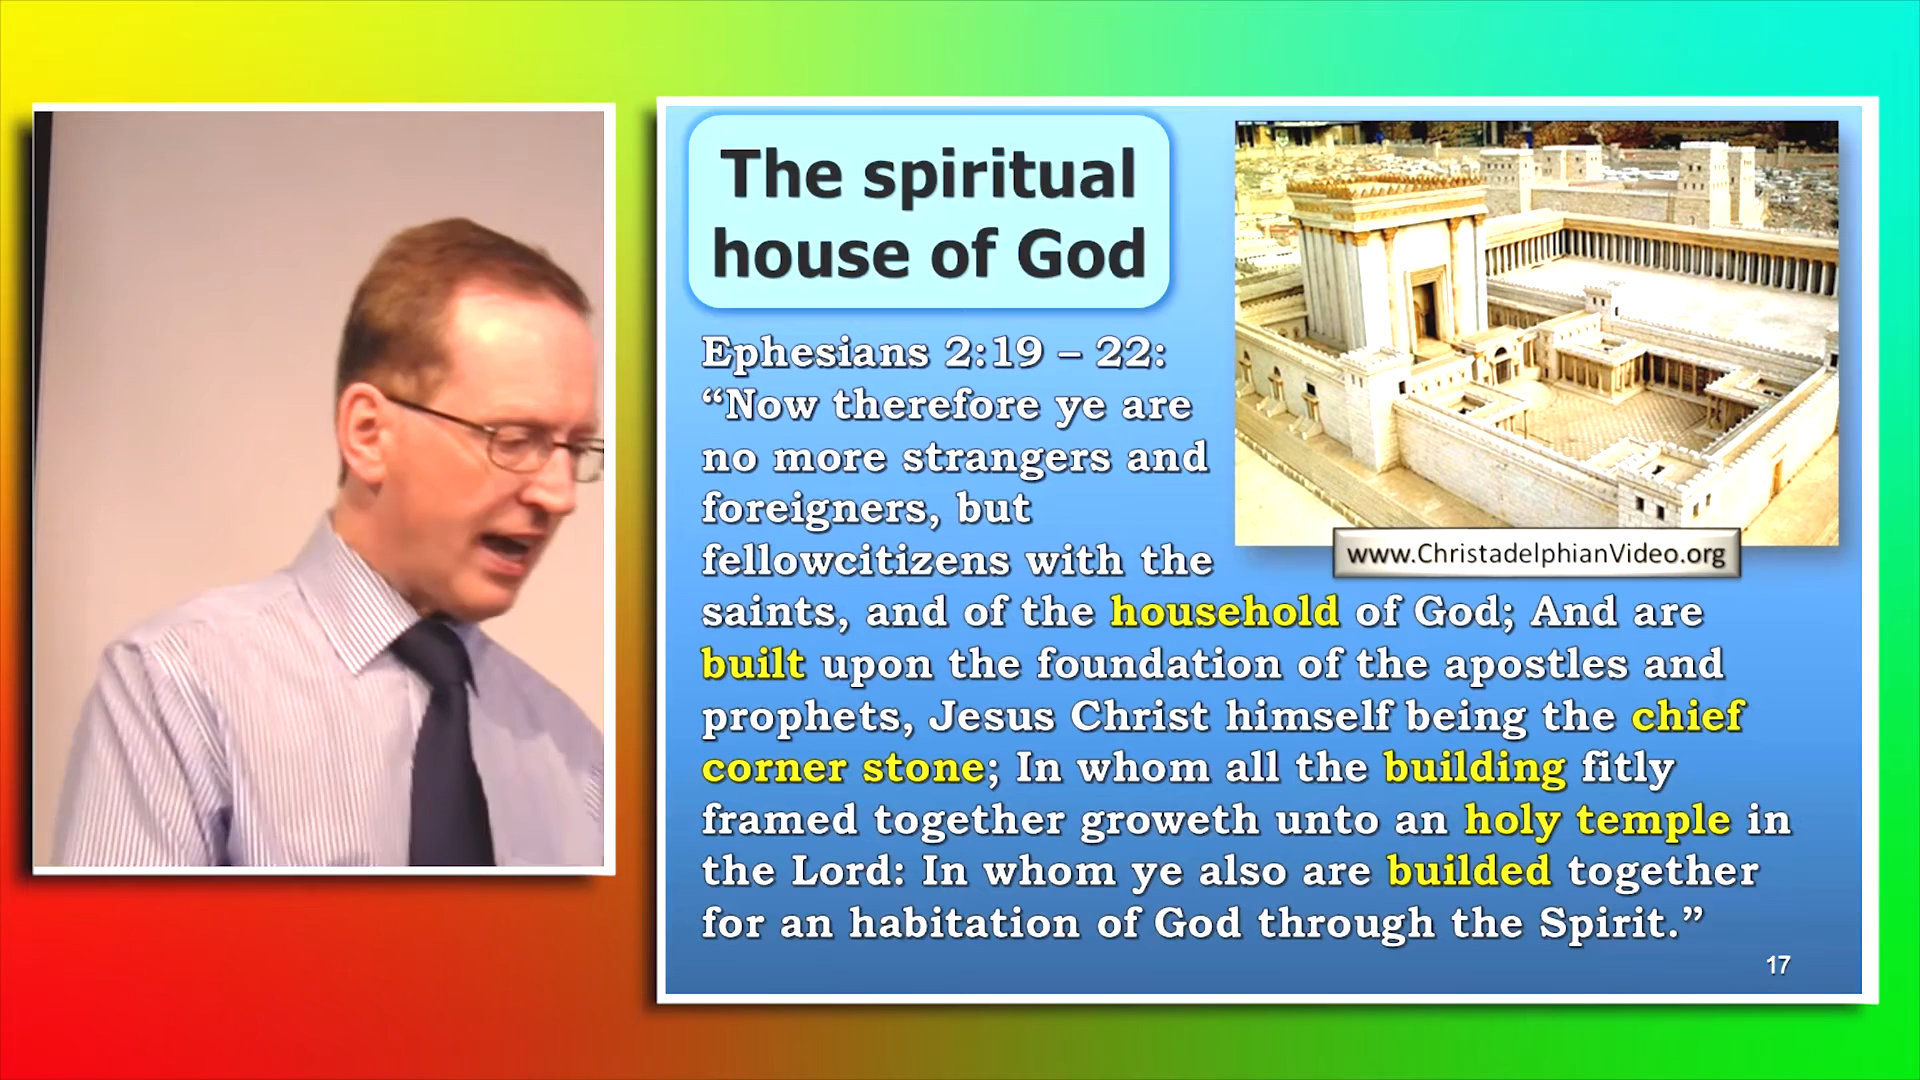 The spiritual
house of God
Ephesians 2:19 – 22:
“Now therefore ye are
no more strangers and
foreigners, but
fellowcitizens with the
saints, and of the household of God; And are
built upon the foundation of the apostles and
prophets, Jesus Christ himself being the chief
corner stone; In whom all the building fitly
framed together groweth unto an holy temple in
the Lord: In whom ye also are builded together
for an habitation of God through the Spirit.”
www.ChristadelphianVideo.org
17